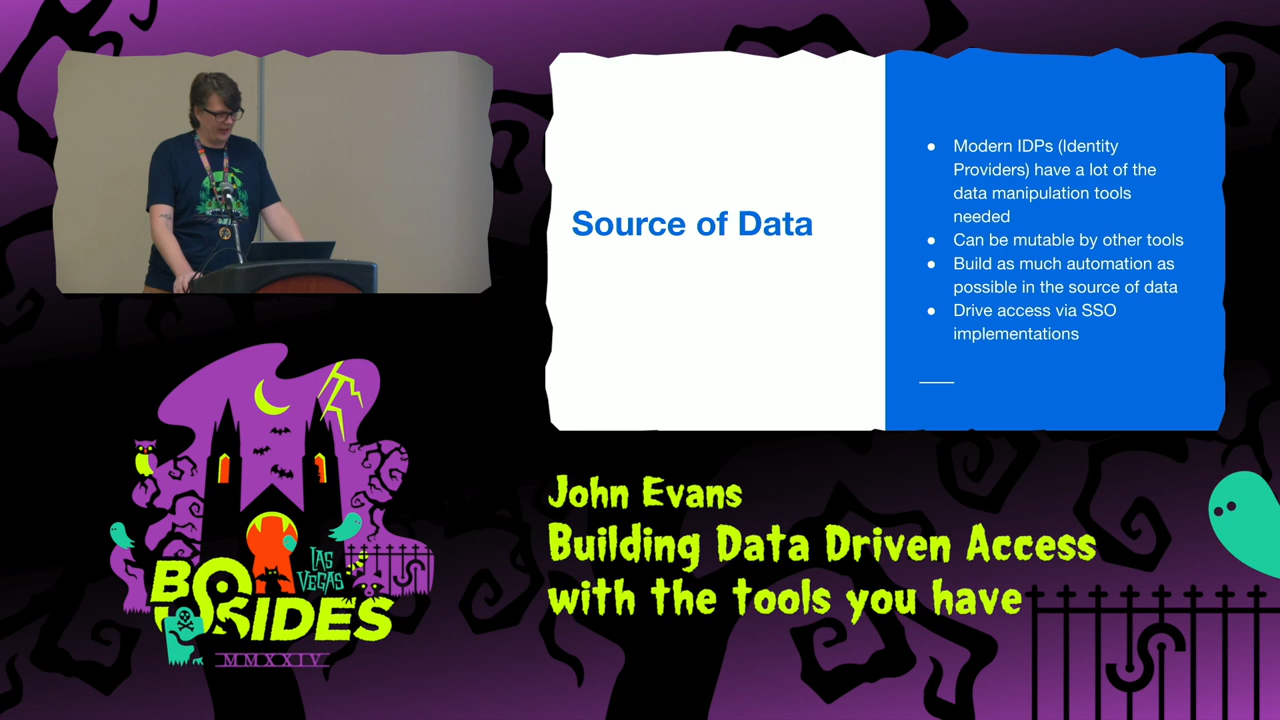 Source of Data
● Modern IDPs (Identity
Providers) have a lot of the
data manipulation tools
needed
● Can be mutable by other tools
● Build as much automation as
possible in the source of data
● Drive access via SSO
implementations
John Evans
Building Data Driven Access
with the tools you have
LAS
VEGAS
BSIDES
MMXXIV